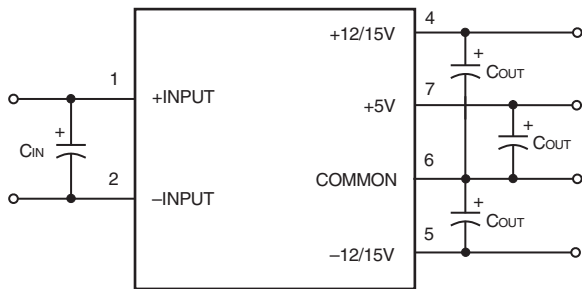 +12/15V
4
+
COUT
1
+INPUT
+5V
7
+
COUT
+
CIN
2
–INPUT
COMMON
6
+
COUT
–12/15V
5